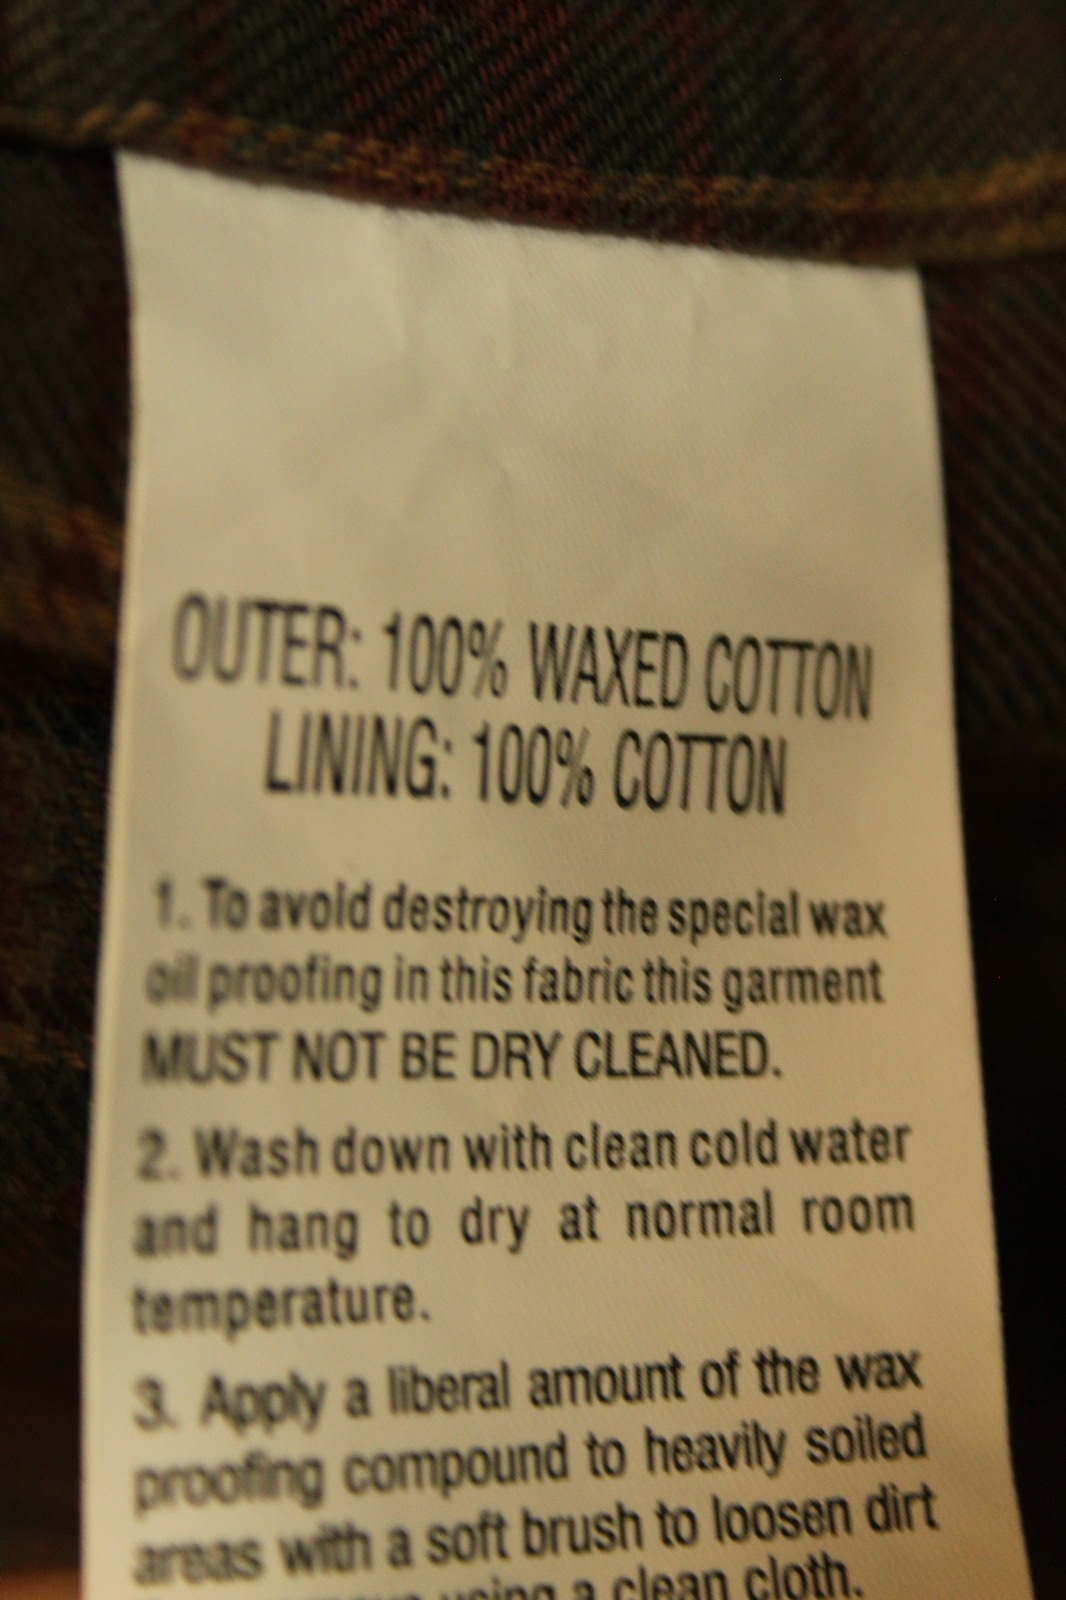 OUTER: 100% WAXED COTTON
LINING: 100% COTTON
1. To avoid destroying the special wax
oil proofing in this fabric this garment
MUST NOT BE DRY CLEANED.
2. Wash down with clean cold water
and hang to dry at normal room
temperature.
3. Apply a liberal amount of the wax
proofing compound to heavily soiled
areas with a soft brush to loosen dirt
using a clean cloth.